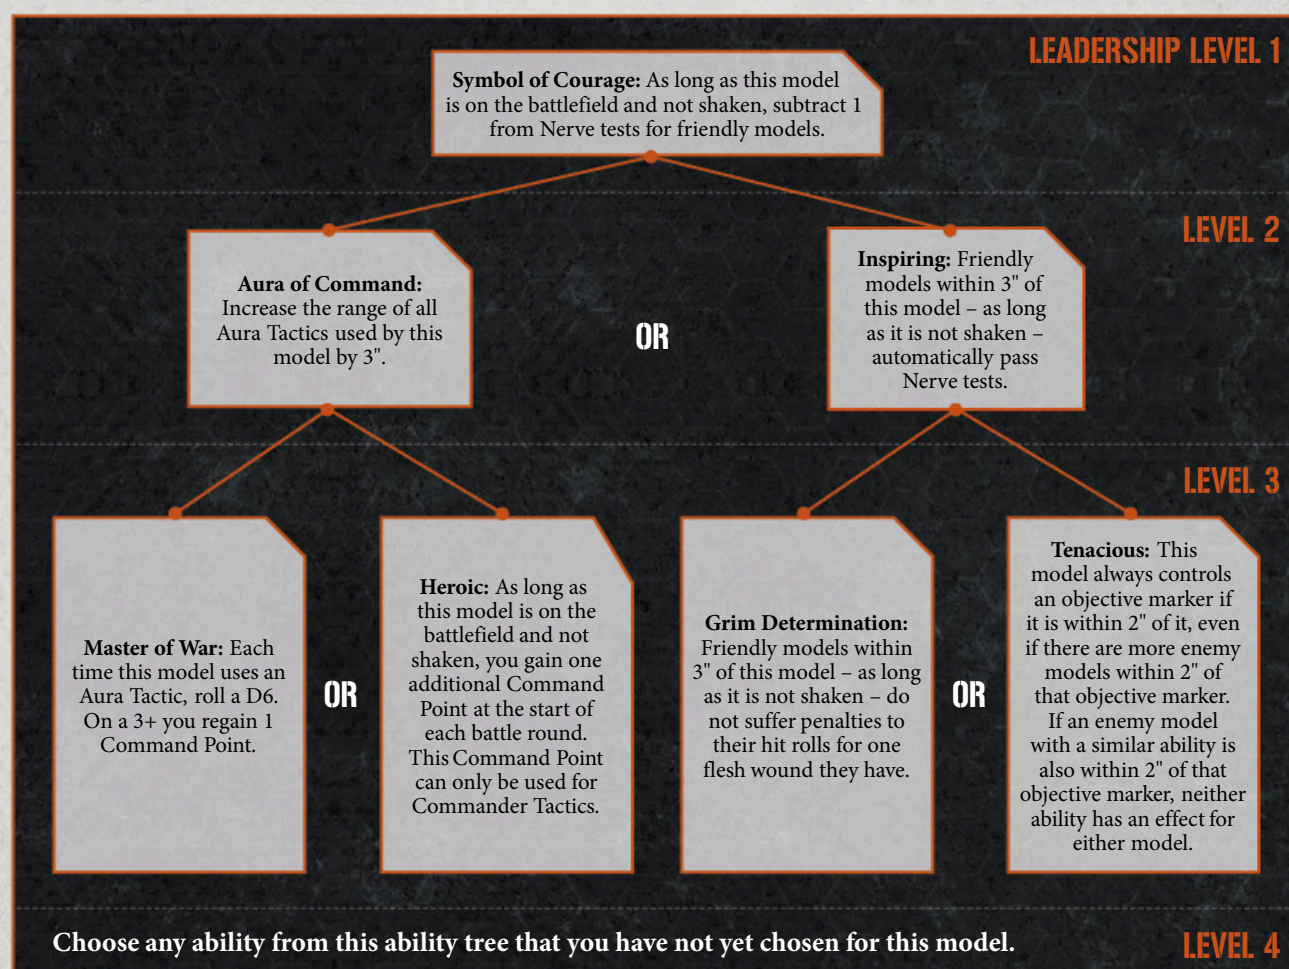 LEADERSHIP LEVEL 1
Symbol of Courage: As long as this model
is on the battlefield and not shaken, subtract 1
from Nerve tests for friendly models.
LEVEL 2
Aura of Command:
Increase the range of all
Aura Tactics used by this
model by 3".
OR
Inspiring: Friendly
models within 3" of
this model – as long
as it is not shaken –
automatically pass
Nerve tests.
LEVEL 3
Master of War: Each
time this model uses an
Aura Tactic, roll a D6.
On a 3+ you regain 1
Command Point.
OR
Heroic: As long as
this model is on the
battlefield and not
shaken, you gain one
additional Command
Point at the start of
each battle round.
This Command Point
can only be used for
Commander Tactics.
Grim Determination:
Friendly models within
3" of this model – as long
as it is not shaken – do
not suffer penalties to
their hit rolls for one
flesh wound they have.
OR
Tenacious: This
model always controls
an objective marker if
it is within 2" of it, even
if there are more enemy
models within 2" of
that objective marker.
If an enemy model
with a similar ability is
also within 2" of that
objective marker, neither
ability has an effect for
either model.
Choose any ability from this ability tree that you have not yet chosen for this model.
LEVEL 4